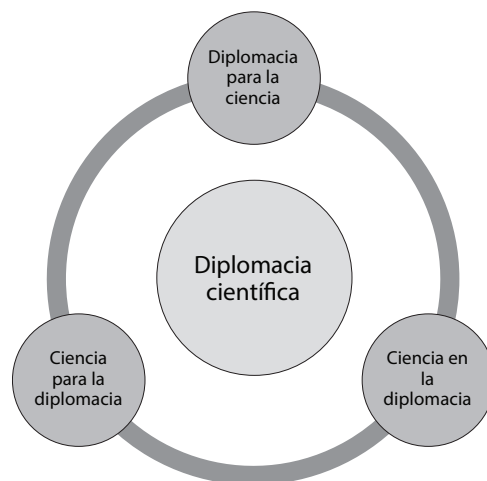 Diplomacia
para la
ciencia
Diplomacia
científica
Ciencia
para la
diplomacia
Ciencia en
la
diplomacia